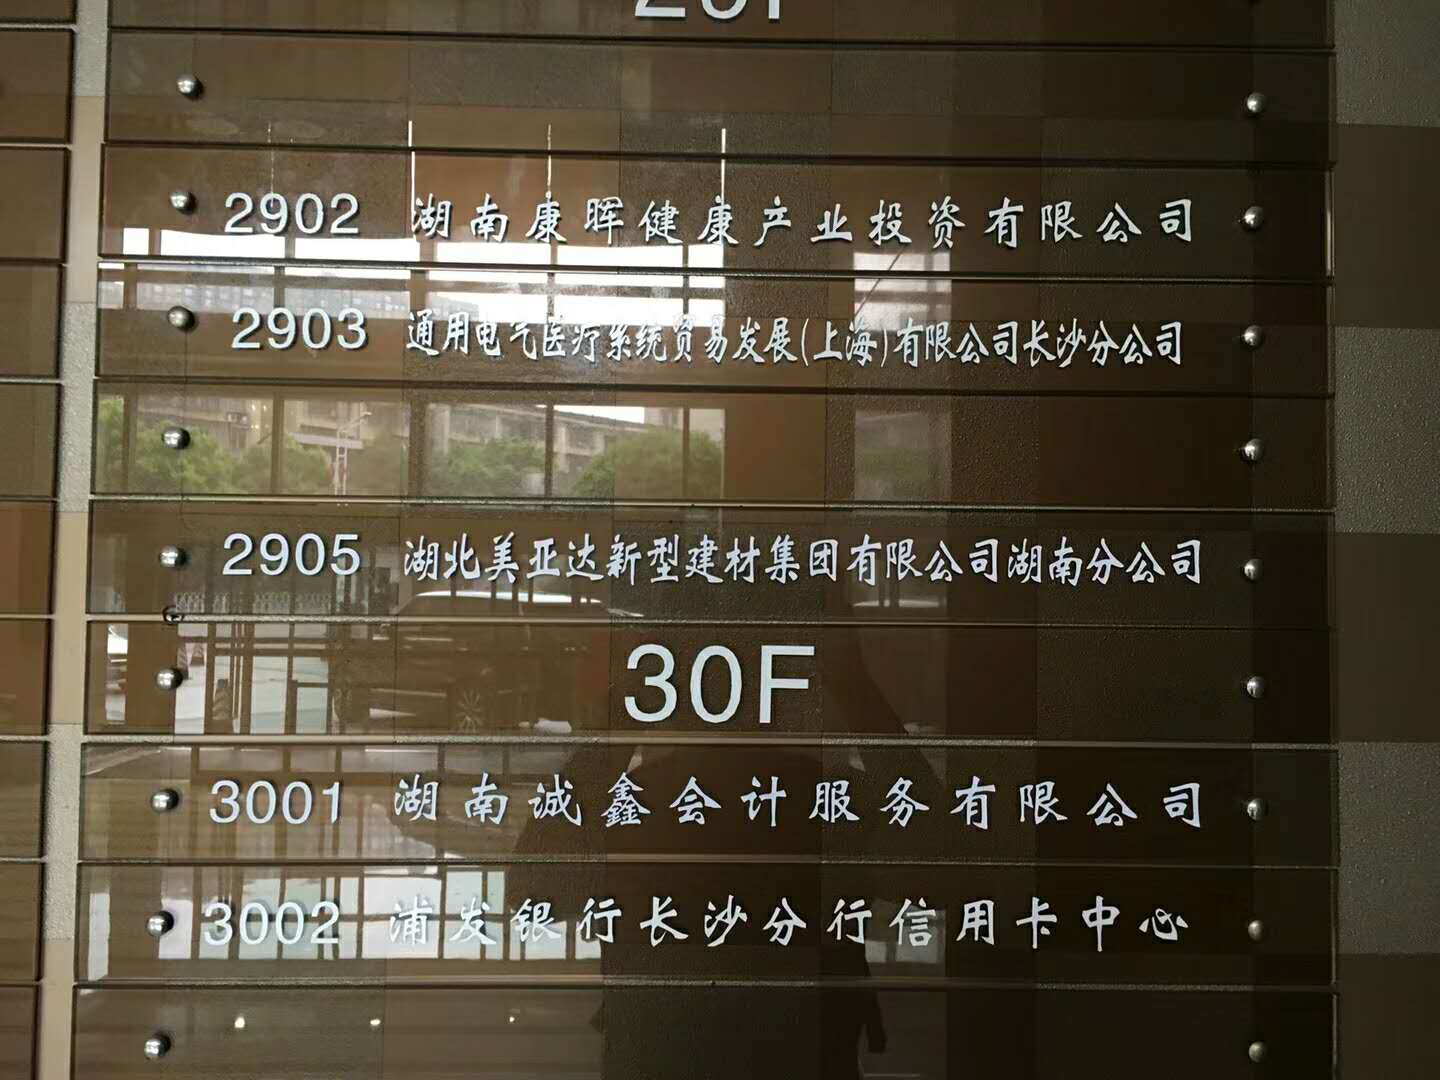 2902 湖南康晖健康产业投资有限公司
2903 通用电气医疗系统贸易发展(上海)有限公司长沙分公司
2905 湖北美亚达新型建材集团有限公司湖南分公司
30F
3001 湖南诚鑫会计服务有限公司
3002 浦发银行长沙分行信用卡中心